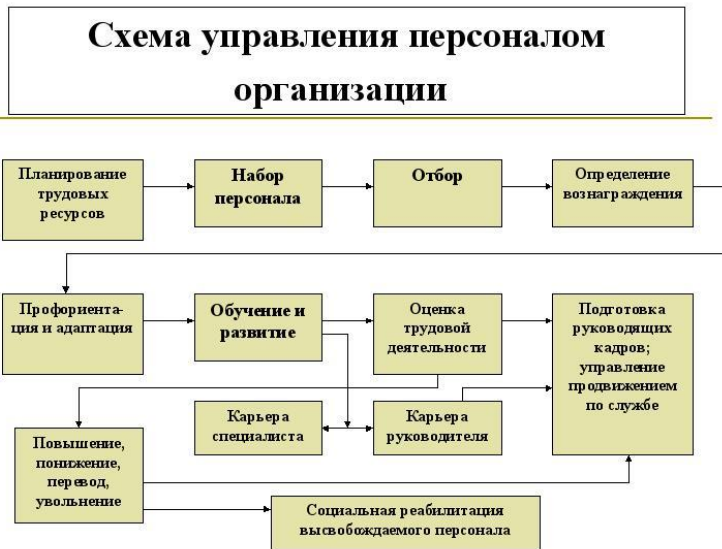 Схема управления персоналом
организации
Планирование
трудовых
ресурсов
Набор
персонала
Отбор
Определение
вознаграждения
Профориента-
ция и адаптация
Обучение и
развитие
Оценка
трудовой
деятельности
Подготовка
руководящих
кадров;
управление
продвижением
по службе
Карьера
специалиста
Карьера
руководителя
Повышение,
понижение,
перевод,
увольнение
Социальная реабилитация
высвобождаемого персонала